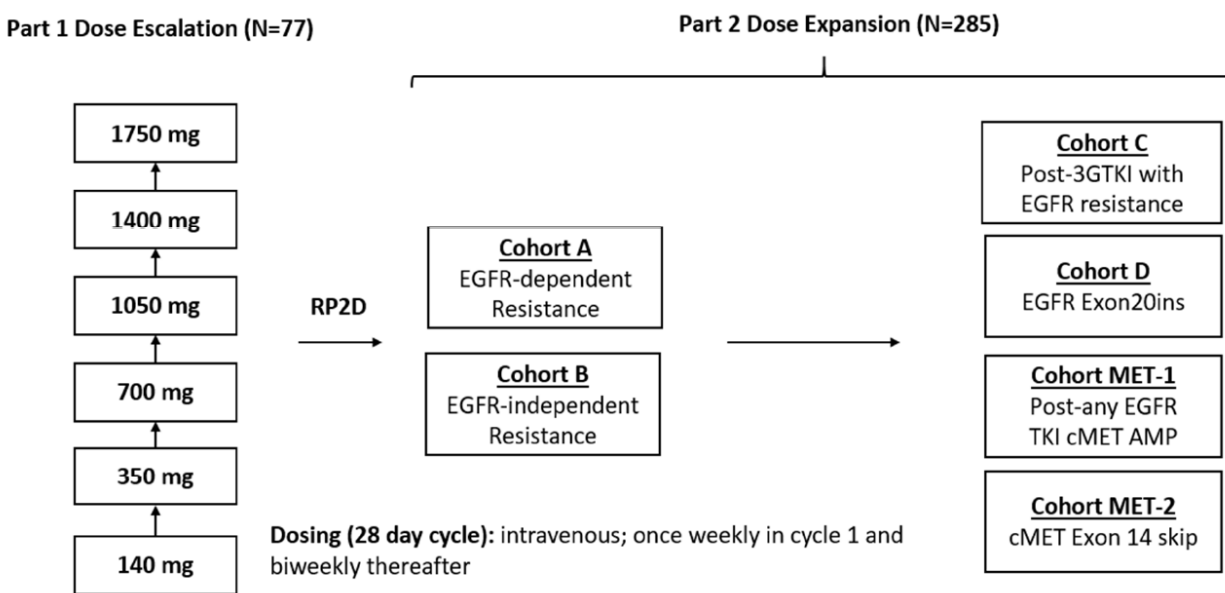 Part 1 Dose Escalation (N=77)
Part 2 Dose Expansion (N=285)
1750 mg
1400 mg
1050 mg
700 mg
350 mg
140 mg
RP2D
Cohort A
EGFR-dependent
Resistance
Cohort B
EGFR-independent
Resistance
Cohort C
Post-3GTKI with
EGFR resistance
Cohort D
EGFR Exon20ins
Cohort MET-1
Post-any EGFR
TKI cMET AMP
Cohort MET-2
cMET Exon 14 skip
Dosing (28 day cycle): intravenous; once weekly in cycle 1 and
biweekly thereafter